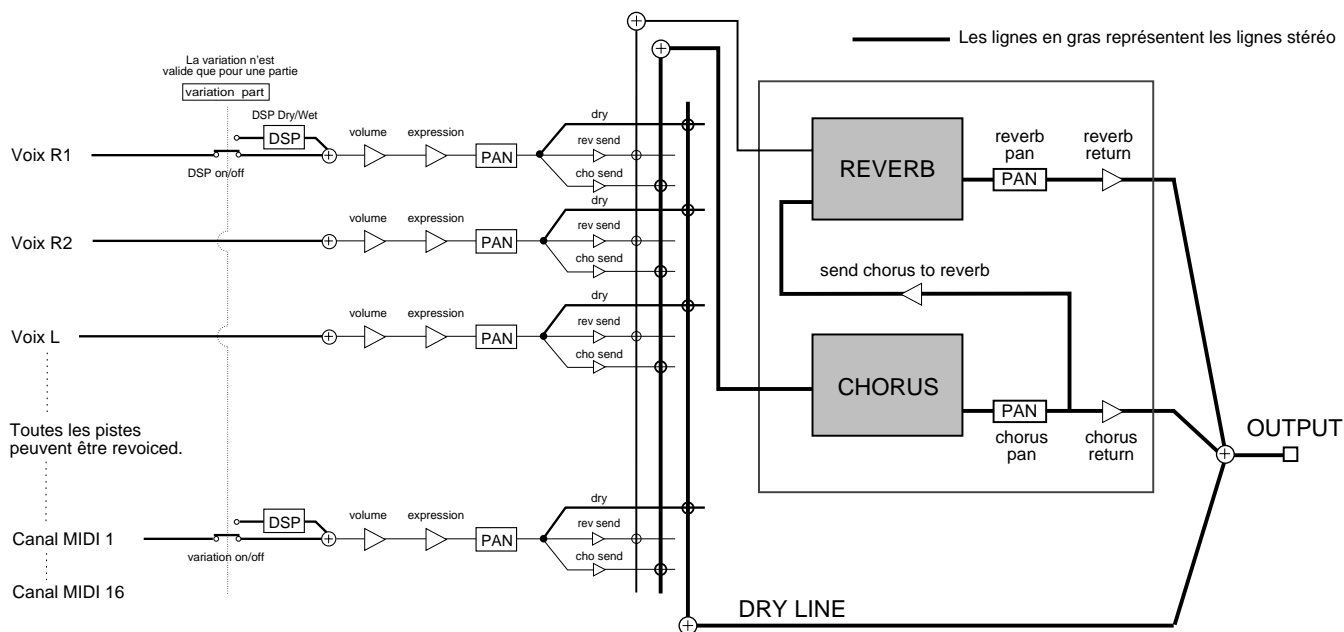 Les lignes en gras représentent les lignes stéréo
La variation n'est
valide que pour une partie
variation part
DSP Dry/Wet
DSP
volume
expression
dry
Voix R1
PAN
rev send
DSP on/off
cho send
REVERB
reverb
pan
PAN
reverb
return
volume
expression
dry
Voix R2
PAN
rev send
cho send
send chorus to reverb
volume
expression
dry
Voix L
PAN
rev send
cho send
CHORUS
PAN
chorus
pan
chorus
return
OUTPUT
Toutes les pistes
peuvent être revoiced.
DSP
volume
expression
dry
Canal MIDI 1
PAN
rev send
variation on/off
cho send
Canal MIDI 16
DRY LINE